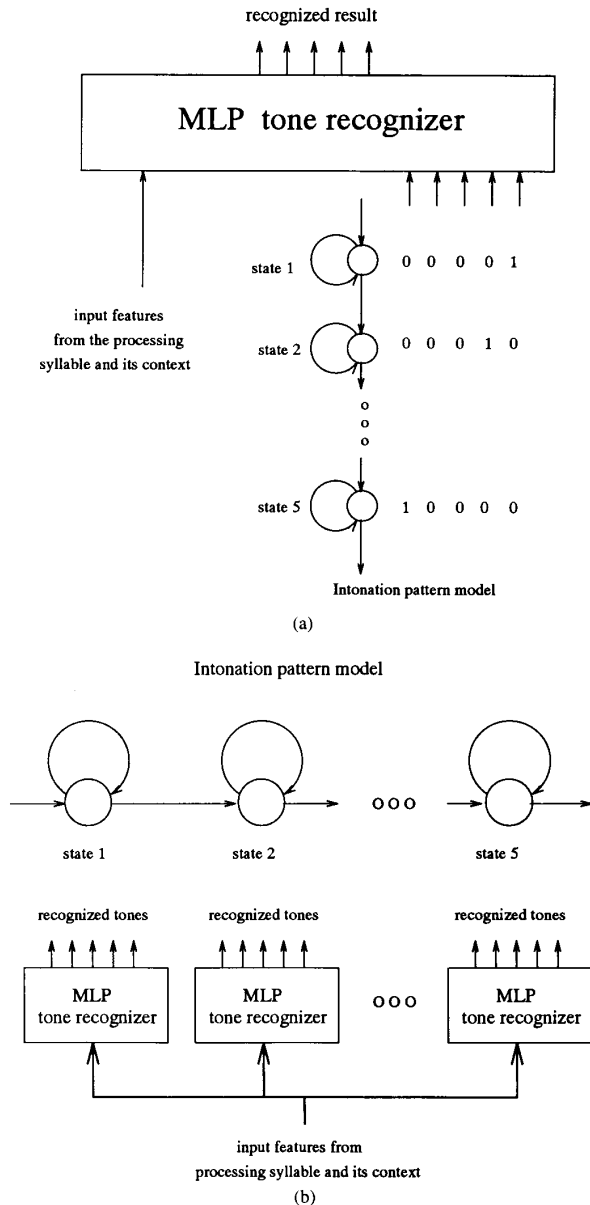 recognized result
MLP tone recognizer
state 1
0 0 0 0 1
input features
from the processing
syllable and its context
state 2
0 0 0 1 0
o
o
o
state 5
1 0 0 0 0
Intonation pattern model
(a)
Intonation pattern model
o o o
state 1
state 2
state 5
recognized tones
recognized tones
recognized tones
MLP
tone recognizer
MLP
tone recognizer
o o o
MLP
tone recognizer
input features from
processing syllable and its context
(b)